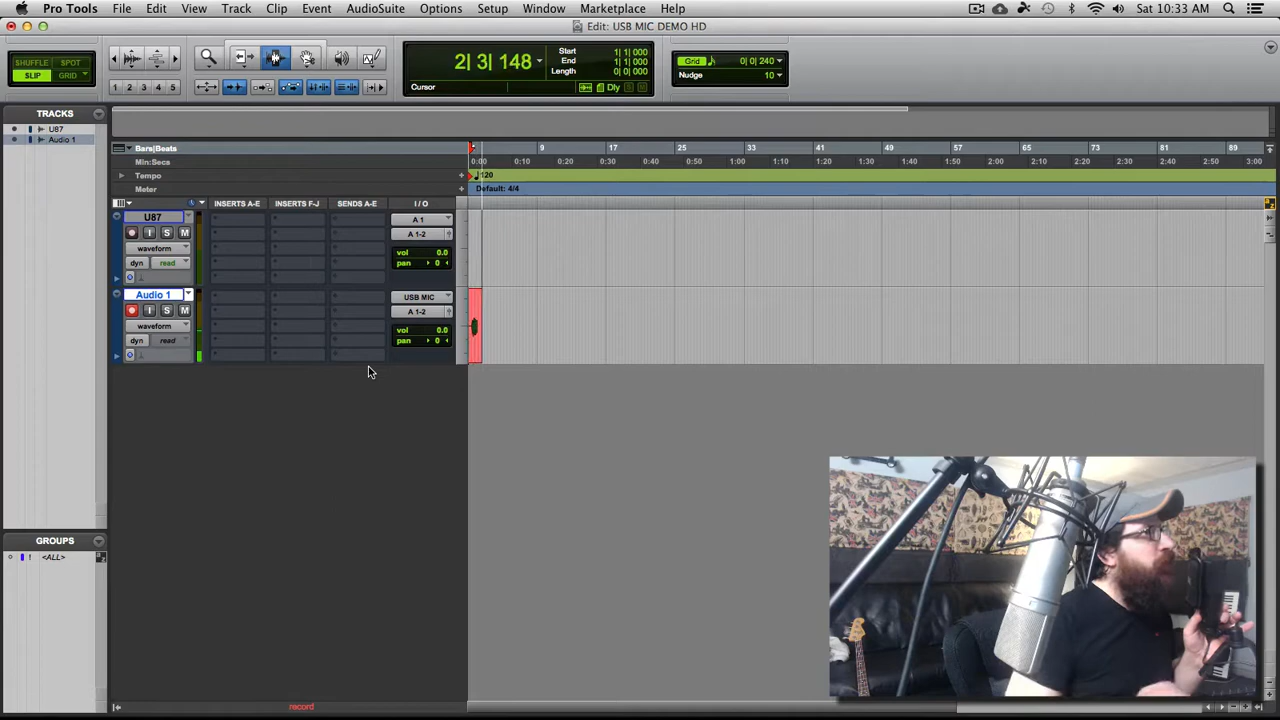 Pro Tools File Edit View Track Clip Event AudioSuite Options Setup Window Marketplace Help Sat 10:33 AM
Edit: USB MIC DEMO HD
SHUFFLE SPOT
SLIP GRID
1 2 3 4 5
2| 3| 148
Start 1| 1| 000
End 1| 1| 000
Length 0| 0| 000
Cursor Dly
Grid 0| 0| 240
Nudge 10
TRACKS
U87
Audio 1
Bars|Beats 9 17 25 33 41 49 57 65 73 81 89
Min:Secs 0:00 0:10 0:20 0:30 0:40 0:50 1:00 1:10 1:20 1:30 1:40 1:50 2:00 2:10 2:20 2:30 2:40 2:50 3:00
Tempo 120
Meter Default: 4/4
INSERTS A-E INSERTS F-J SENDS A-E I / O
U87 A 1
I S M A 1-2
waveform vol 0.0
dyn read pan 0
Audio 1 USB MIC
I S M A 1-2
waveform vol 0.0
dyn read pan 0
GROUPS
! <ALL>
record